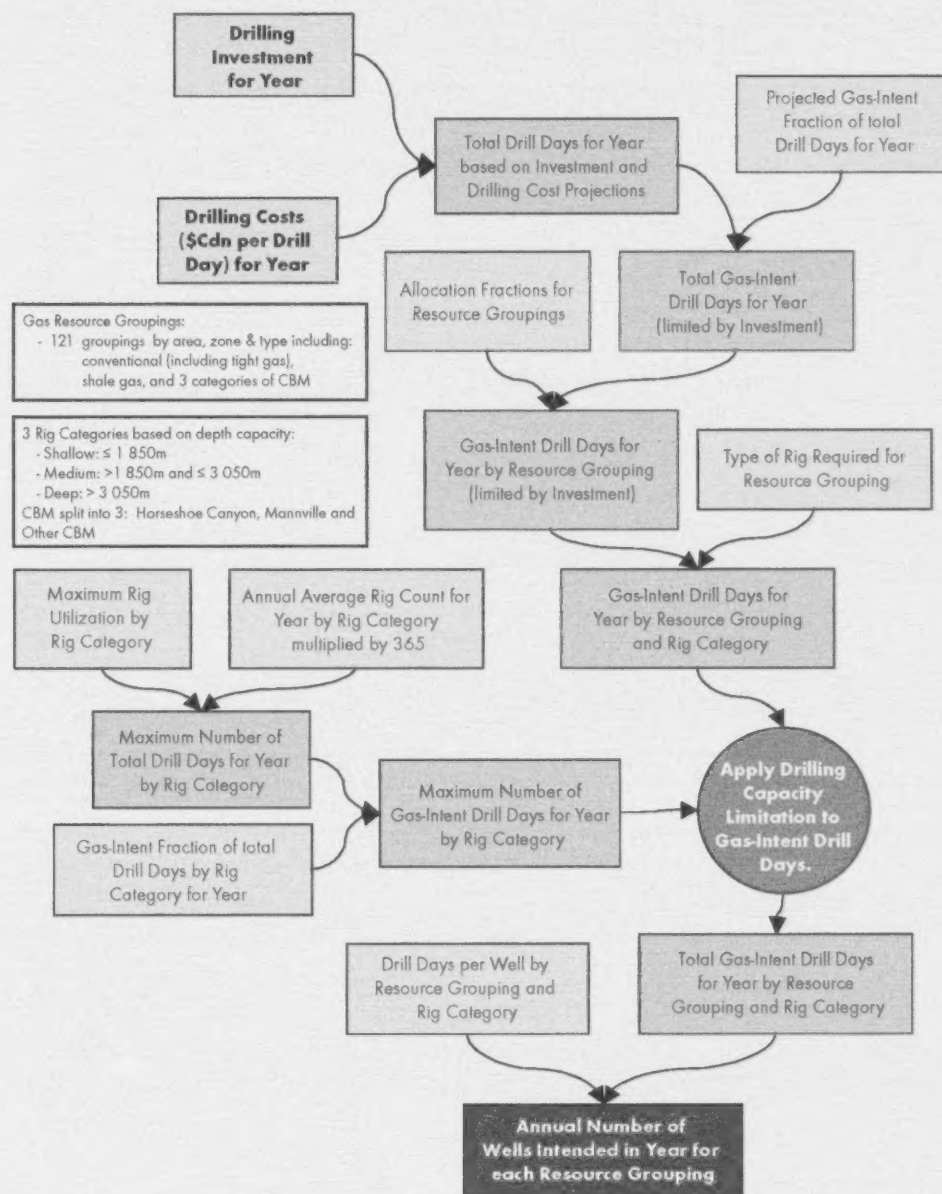 Drilling
Investment
for Year
Projected Gas-Intent
Fraction of total
Drill Days for Year
Total Drill Days for Year
based on Investment and
Drilling Cost Projections
Drilling Costs
($Cdn per Drill
Day) for Year
Allocation Fractions for
Resource Groupings
Total Gas-Intent
Drill Days for Year
(limited by Investment)
Gas Resource Groupings:
- 121 groupings by area, zone & type including:
conventional (including tight gas),
shale gas, and 3 categories of CBM
3 Rig Categories based on depth capacity:
- Shallow: ≤ 1 850m
- Medium: >1 850m and ≤ 3 050m
- Deep: > 3 050m
CBM split into 3: Horseshoe Canyon, Mannville and
Other CBM
Gas-Intent Drill Days for
Year by Resource Grouping
(limited by Investment)
Type of Rig Required for
Resource Grouping
Maximum Rig
Utilization by
Rig Category
Annual Average Rig Count for
Year by Rig Category
multiplied by 365
Gas-Intent Drill Days for
Year by Resource Grouping
and Rig Category
Maximum Number of
Total Drill Days for Year
by Rig Category
Maximum Number of
Gas-Intent Drill Days for Year
by Rig Category
Apply Drilling
Capacity
Limitation to
Gas-Intent Drill
Days.
Gas-Intent Fraction of total
Drill Days by Rig
Category for Year
Drill Days per Well by
Resource Grouping and
Rig Category
Total Gas-Intent Drill Days
for Year by Resource
Grouping and Rig Category
Annual Number of
Wells Intended in Year for
each Resource Grouping